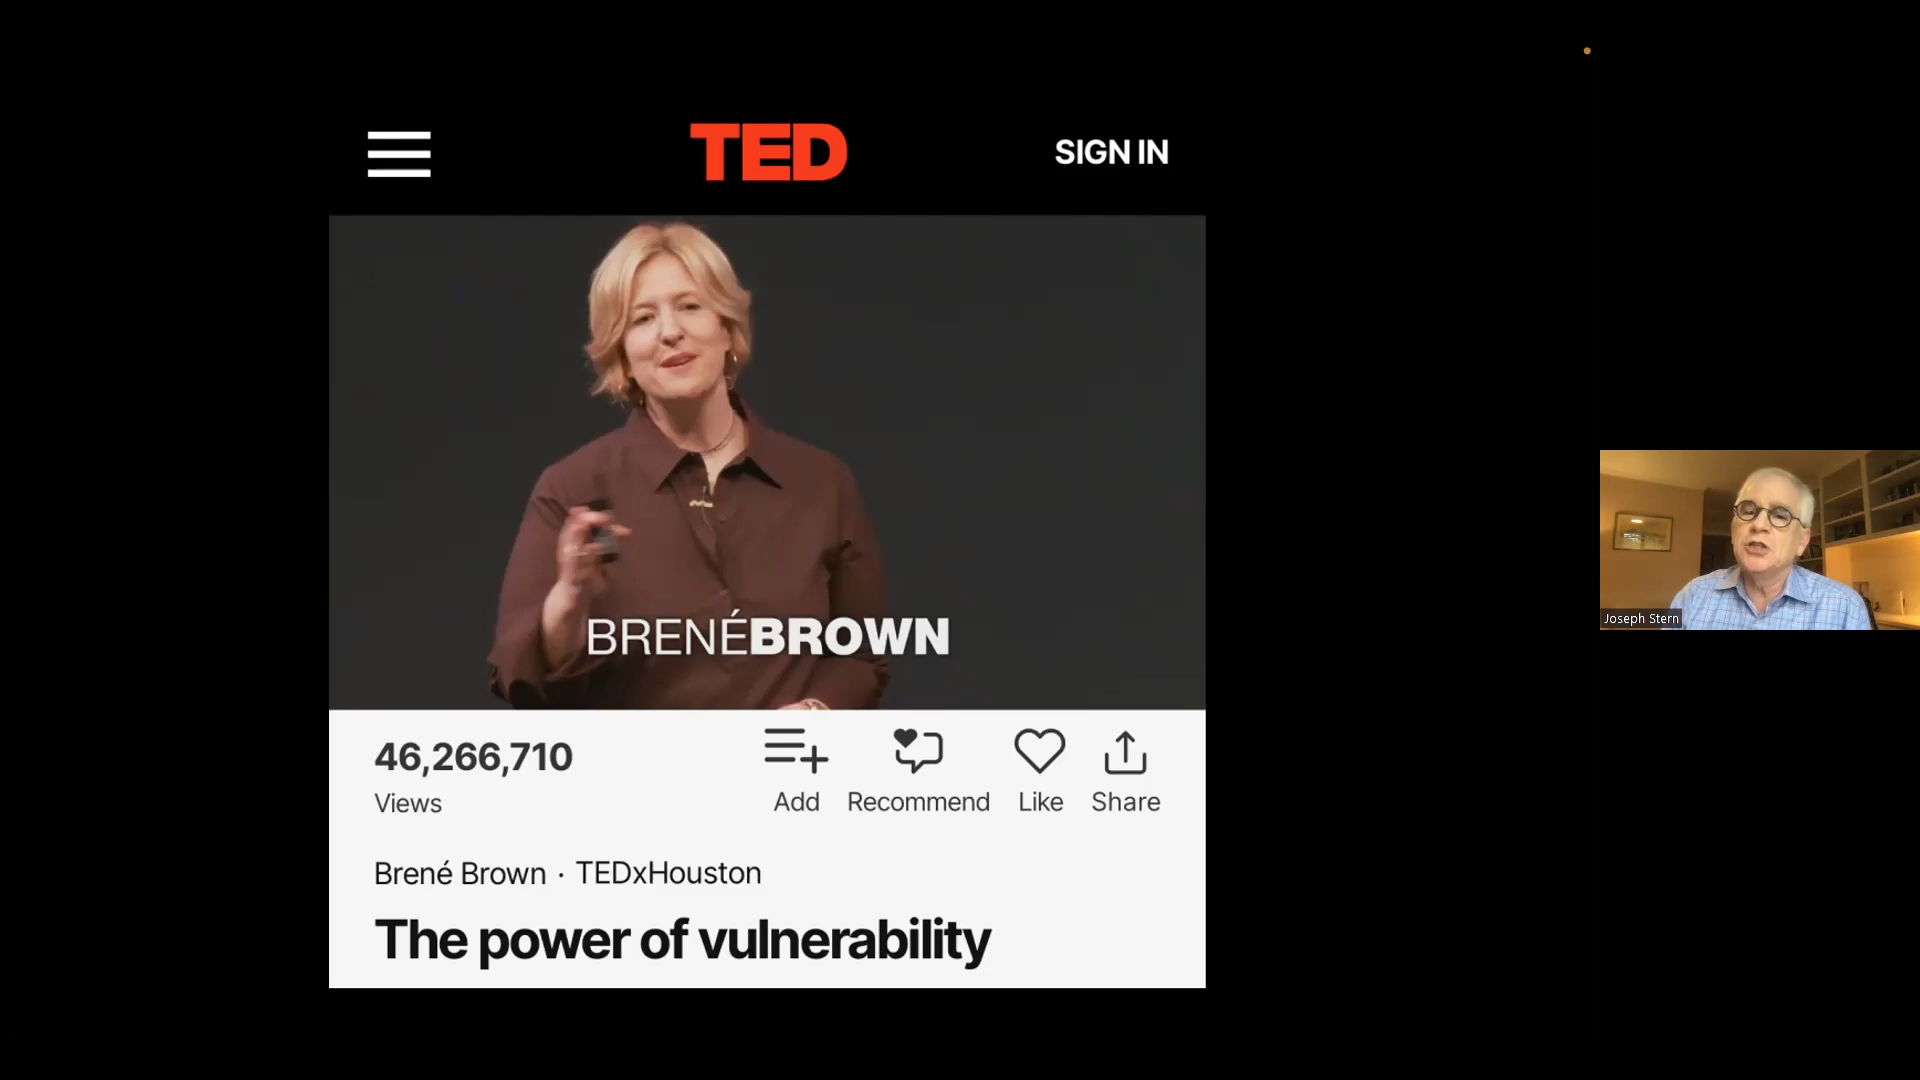 TED
SIGN IN
BRENÉBROWN
46,266,710
Views
Add
Recommend
Like
Share
Brené Brown · TEDxHouston
The power of vulnerability
Joseph Stern